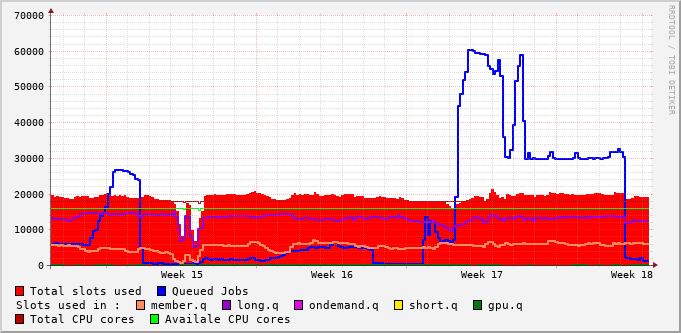 70000
60000
50000
40000
30000
20000
10000
0
Week 15 Week 16 Week 17 Week 18
RRDTOOL / TOBI OETIKER
Total slots used Queued Jobs
Slots used in : member.q long.q ondemand.q short.q gpu.q
Total CPU cores Availale CPU cores